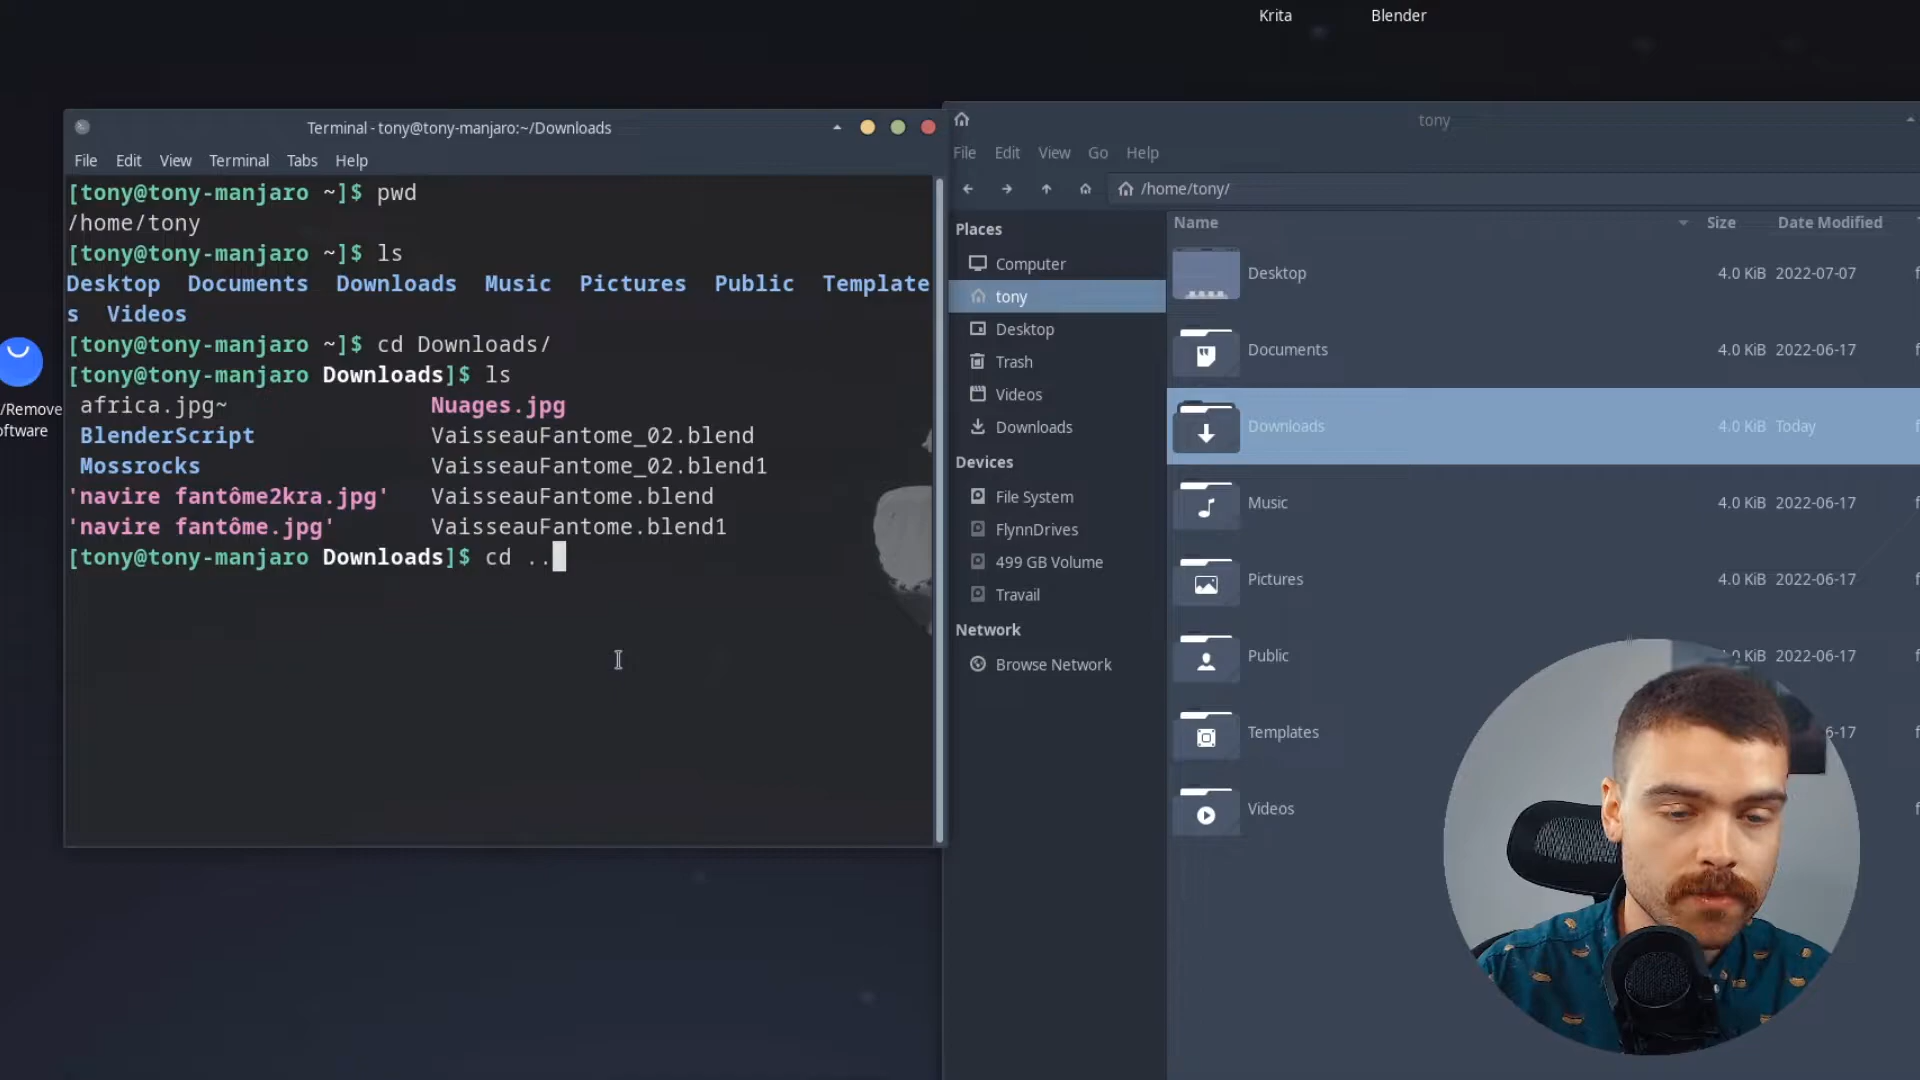 Krita Blender
/Remove
oftware
Terminal - tony@tony-manjaro:~/Downloads
File Edit View Terminal Tabs Help
[tony@tony-manjaro ~]$ pwd
/home/tony
[tony@tony-manjaro ~]$ ls
Desktop Documents Downloads Music Pictures Public Template
s Videos
[tony@tony-manjaro ~]$ cd Downloads/
[tony@tony-manjaro Downloads]$ ls
africa.jpg~ Nuages.jpg
BlenderScript VaisseauFantome_02.blend
Mossrocks VaisseauFantome_02.blend1
'navire fantôme2kra.jpg' VaisseauFantome.blend
'navire fantôme.jpg' VaisseauFantome.blend1
[tony@tony-manjaro Downloads]$ cd ..
tony
File Edit View Go Help
/home/tony/
Places
Computer
tony
Desktop
Trash
Videos
Downloads
Devices
File System
FlynnDrives
499 GB Volume
Travail
Network
Browse Network
Name Size Date Modified
Desktop 4.0 KiB 2022-07-07
Documents 4.0 KiB 2022-06-17
Downloads 4.0 KiB Today
Music 4.0 KiB 2022-06-17
Pictures 4.0 KiB 2022-06-17
Public 0 KiB 2022-06-17
Templates 6-17
Videos